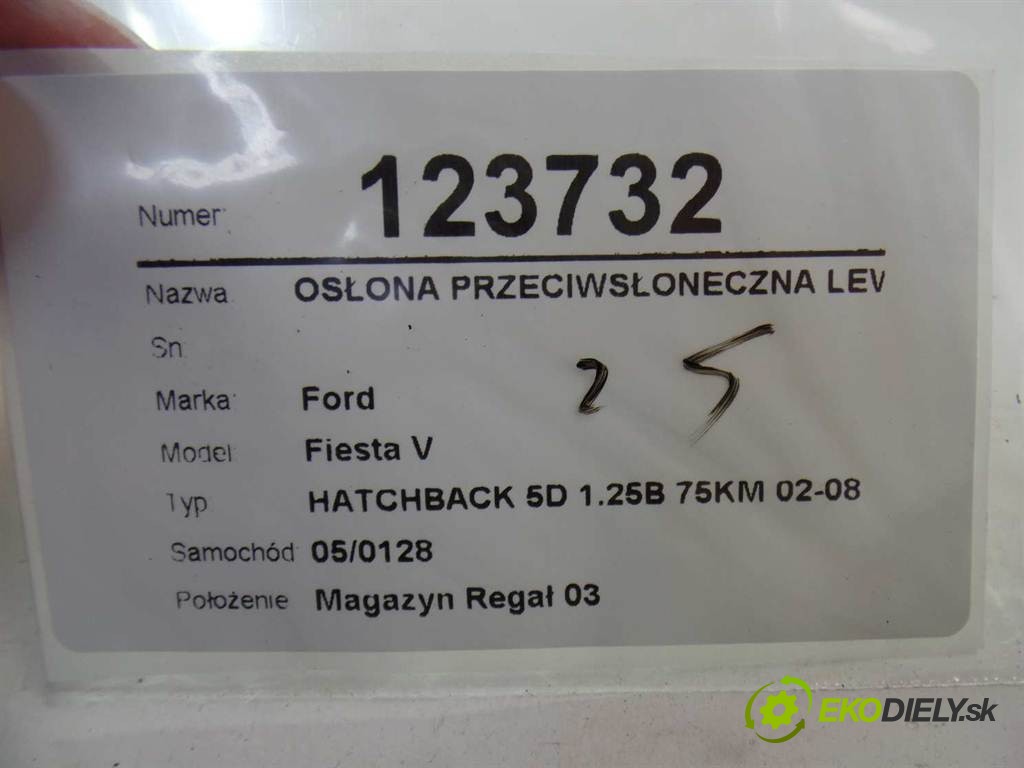 Numer: 123732
Nazwa: OSŁONA PRZECIWSŁONECZNA LEW
Sn:
2 5
Marka: Ford
Model: Fiesta V
Typ: HATCHBACK 5D 1.25B 75KM 02-08
Samochód: 05/0128
Położenie: Magazyn Regał 03
EKODIELY.sk